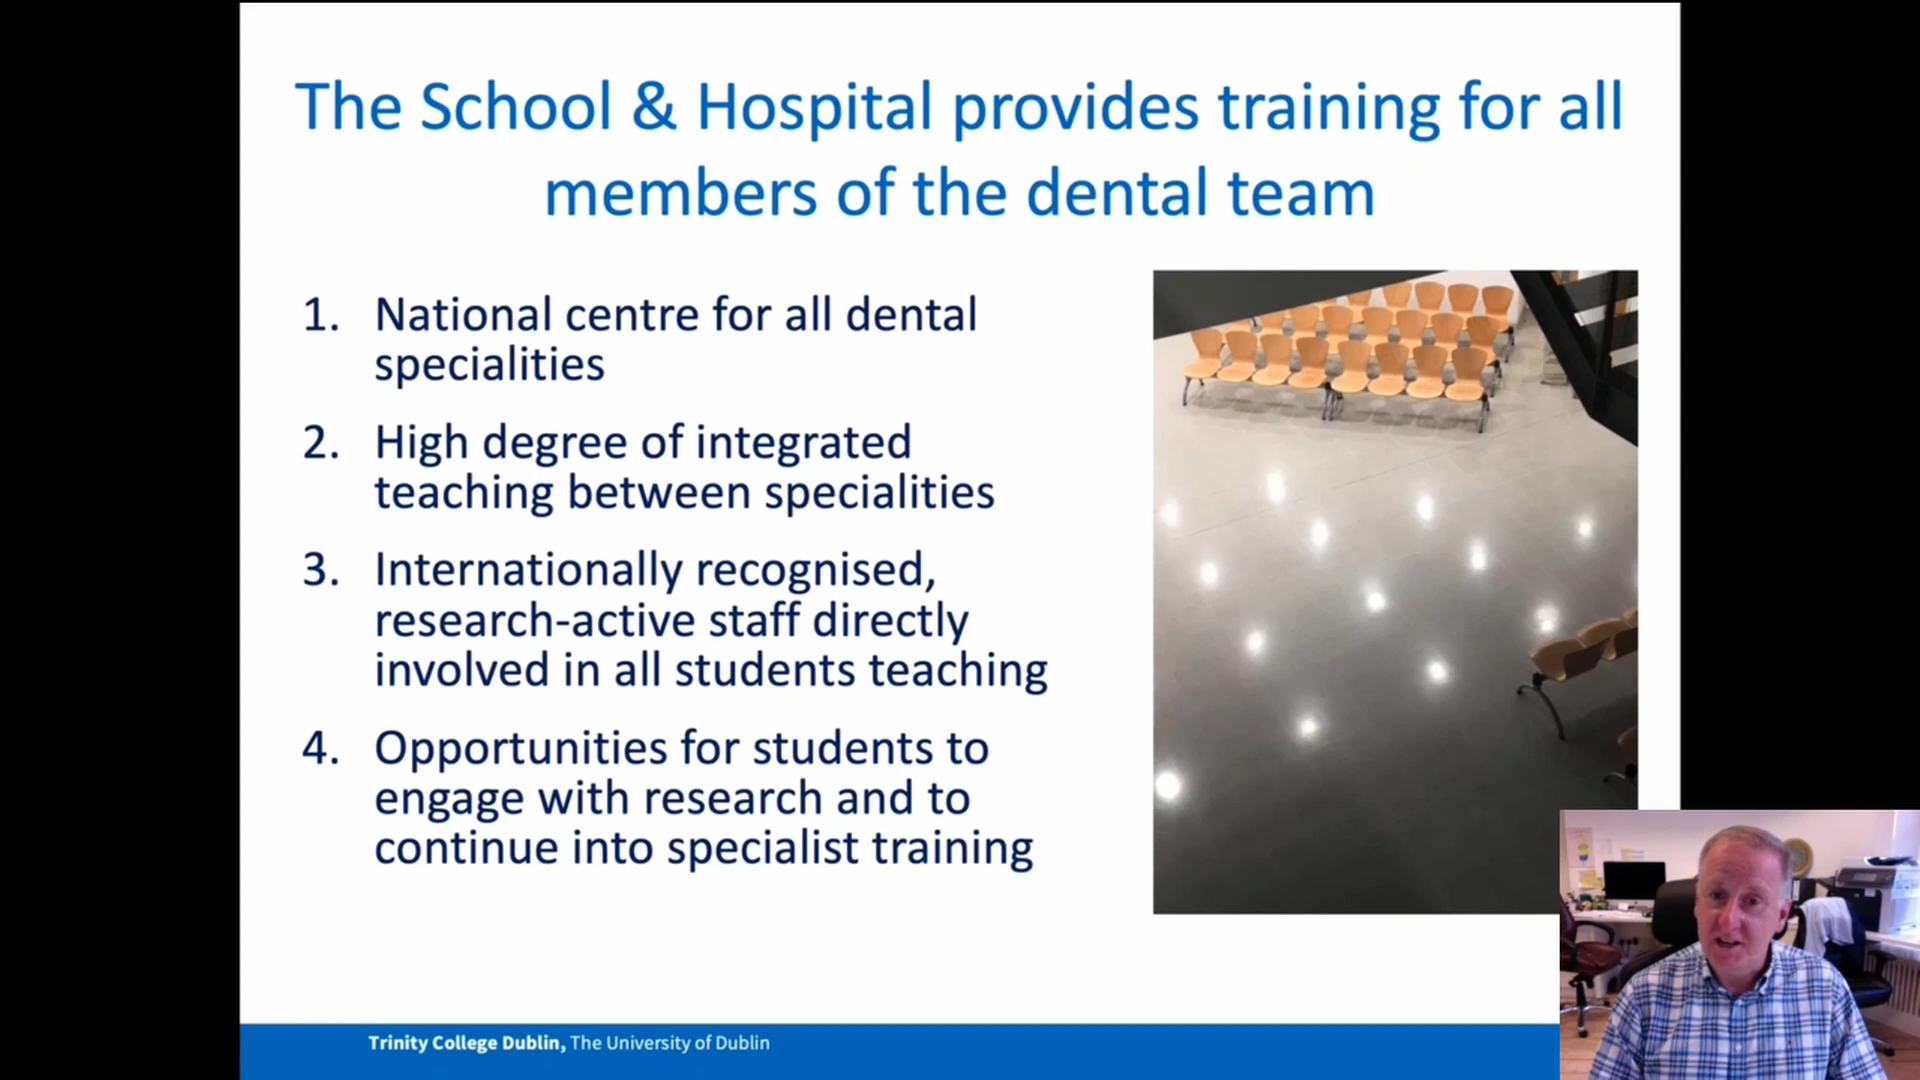 The School & Hospital provides training for all
members of the dental team
1. National centre for all dental
specialities
2. High degree of integrated
teaching between specialities
3. Internationally recognised,
research-active staff directly
involved in all students teaching
4. Opportunities for students to
engage with research and to
continue into specialist training
Trinity College Dublin, The University of Dublin